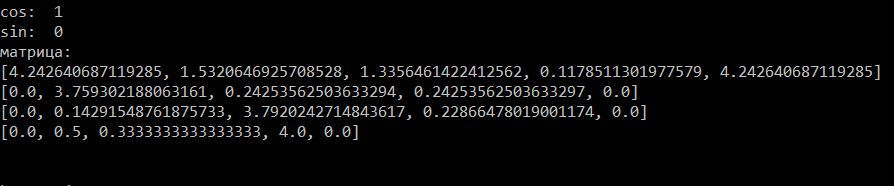 cos:  1
sin:  0
матрица:
[4.242640687119285, 1.5320646925708528, 1.3356461422412562, 0.1178511301977579, 4.242640687119285]
[0.0, 3.759302188063161, 0.24253562503633294, 0.24253562503633297, 0.0]
[0.0, 0.14291548761875733, 3.7920242714843617, 0.22866478019001174, 0.0]
[0.0, 0.5, 0.3333333333333333, 4.0, 0.0]